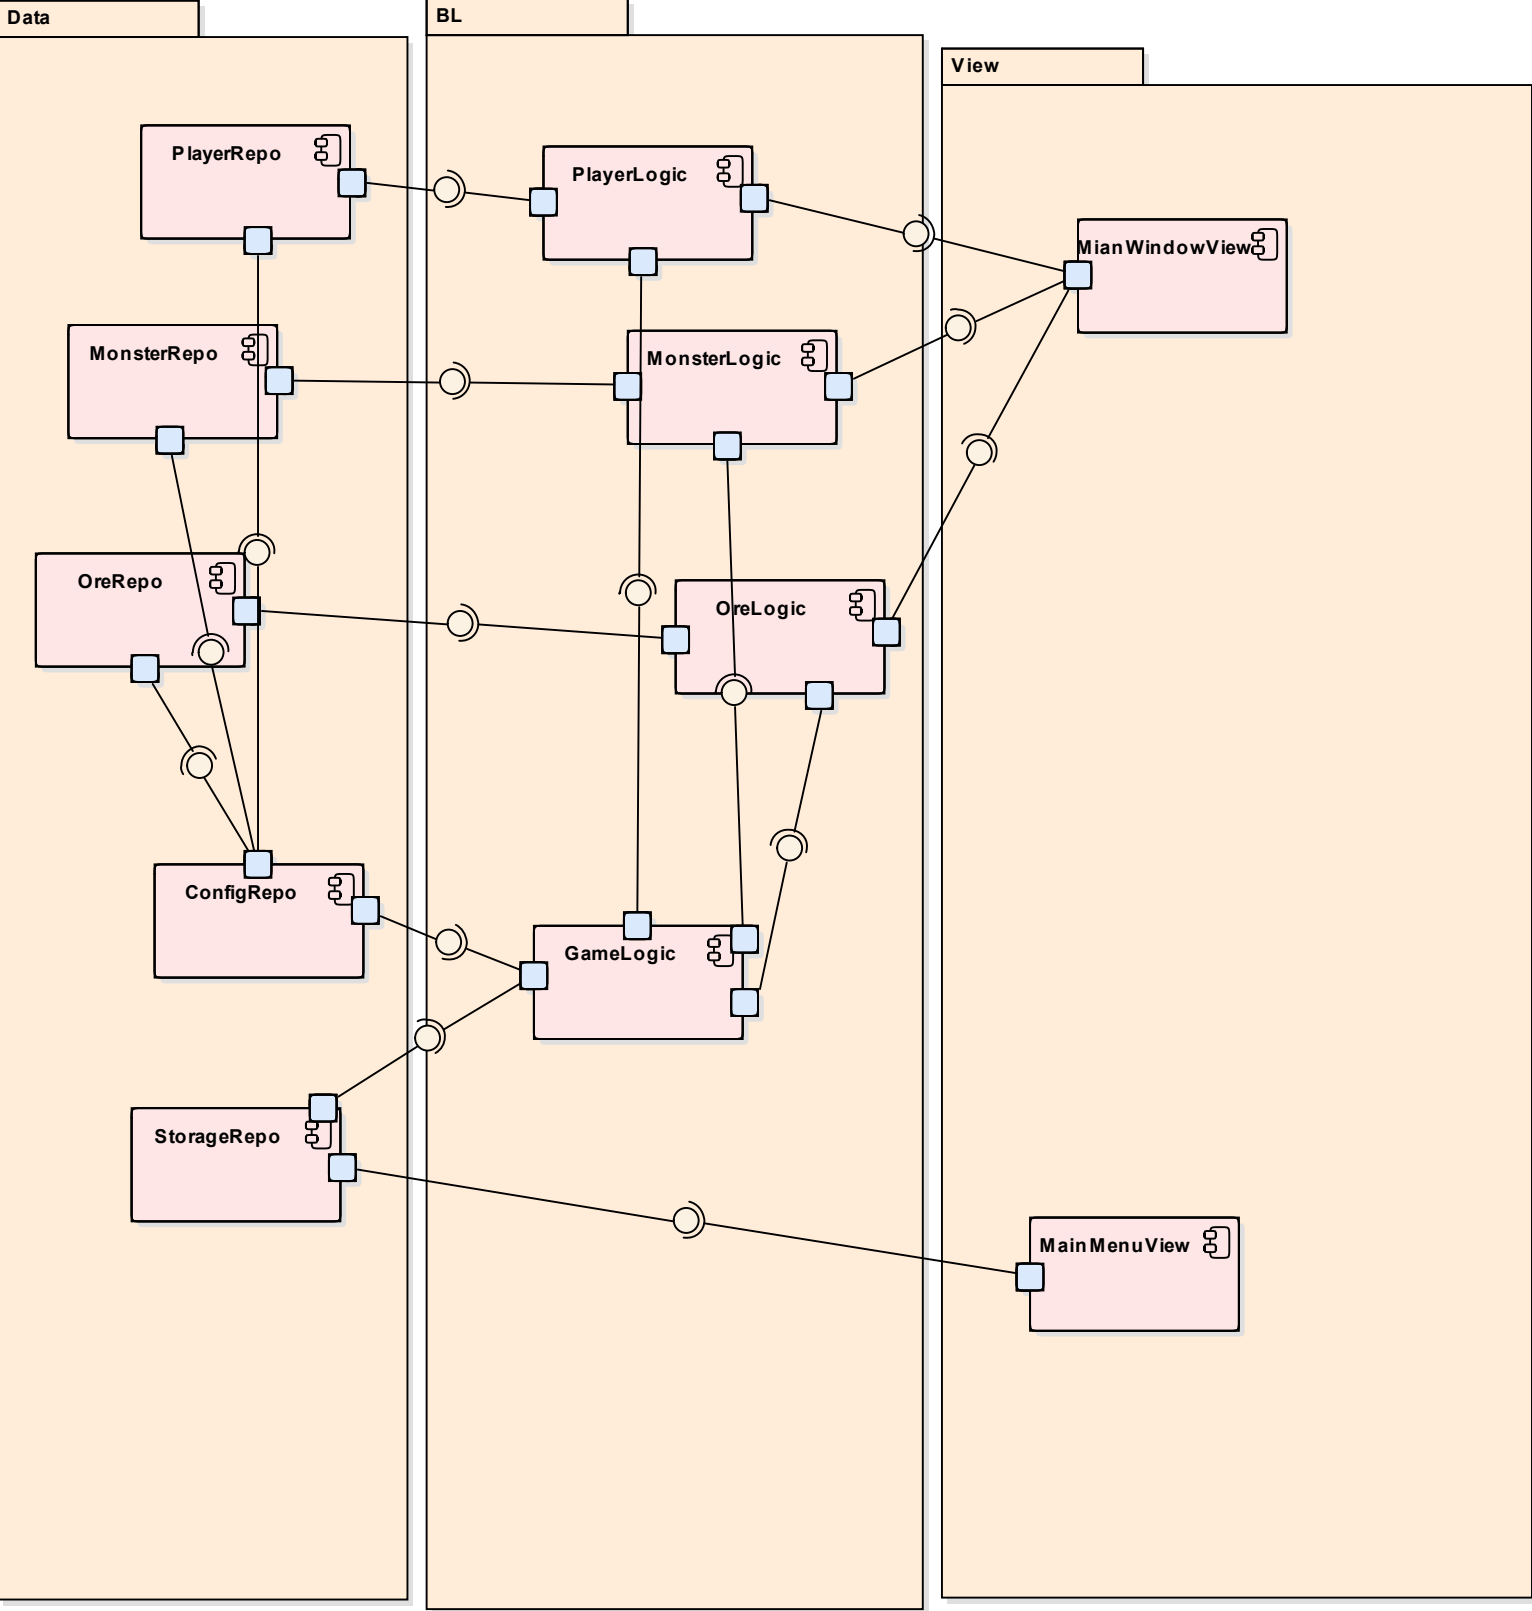 Data
BL
View
PlayerRepo
PlayerLogic
MianWindowView
MonsterRepo
MonsterLogic
OreRepo
OreLogic
ConfigRepo
GameLogic
StorageRepo
MainMenuView